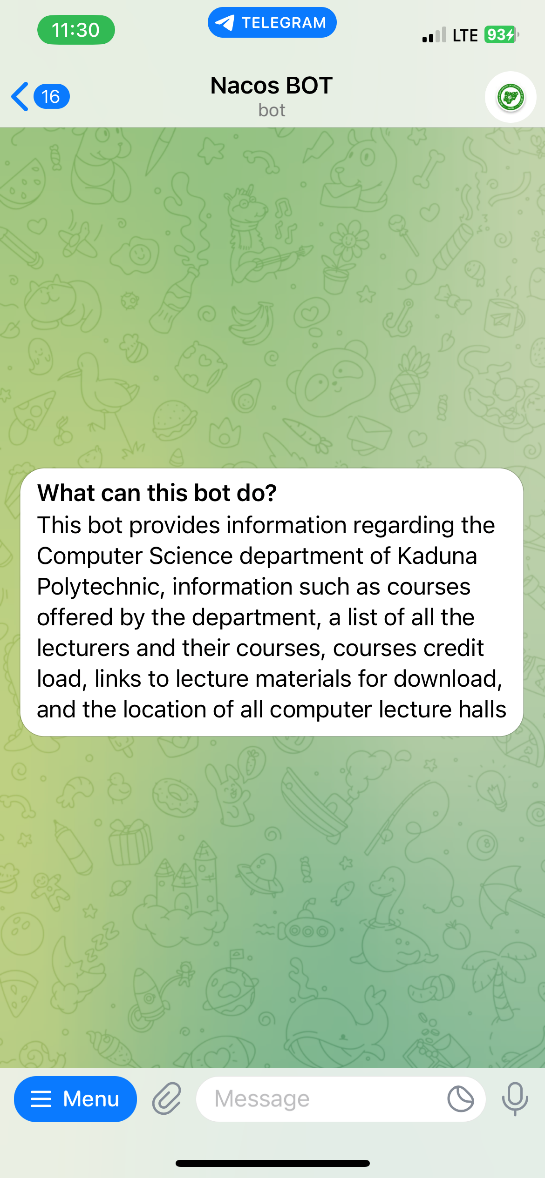 11:30
TELEGRAM
LTE 93
16
Nacos BOT
bot
What can this bot do?
This bot provides information regarding the
Computer Science department of Kaduna
Polytechnic, information such as courses
offered by the department, a list of all the
lecturers and their courses, courses credit
load, links to lecture materials for download,
and the location of all computer lecture halls
Menu
Message